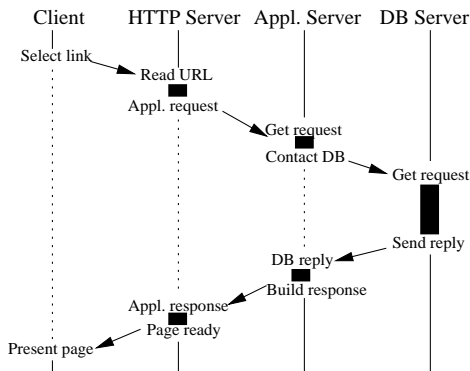 Client HTTP Server Appl. Server DB Server
Select link
Read URL
Appl. request
Get request
Contact DB
Get request
Send reply
DB reply
Build response
Appl. response
Page ready
Present page